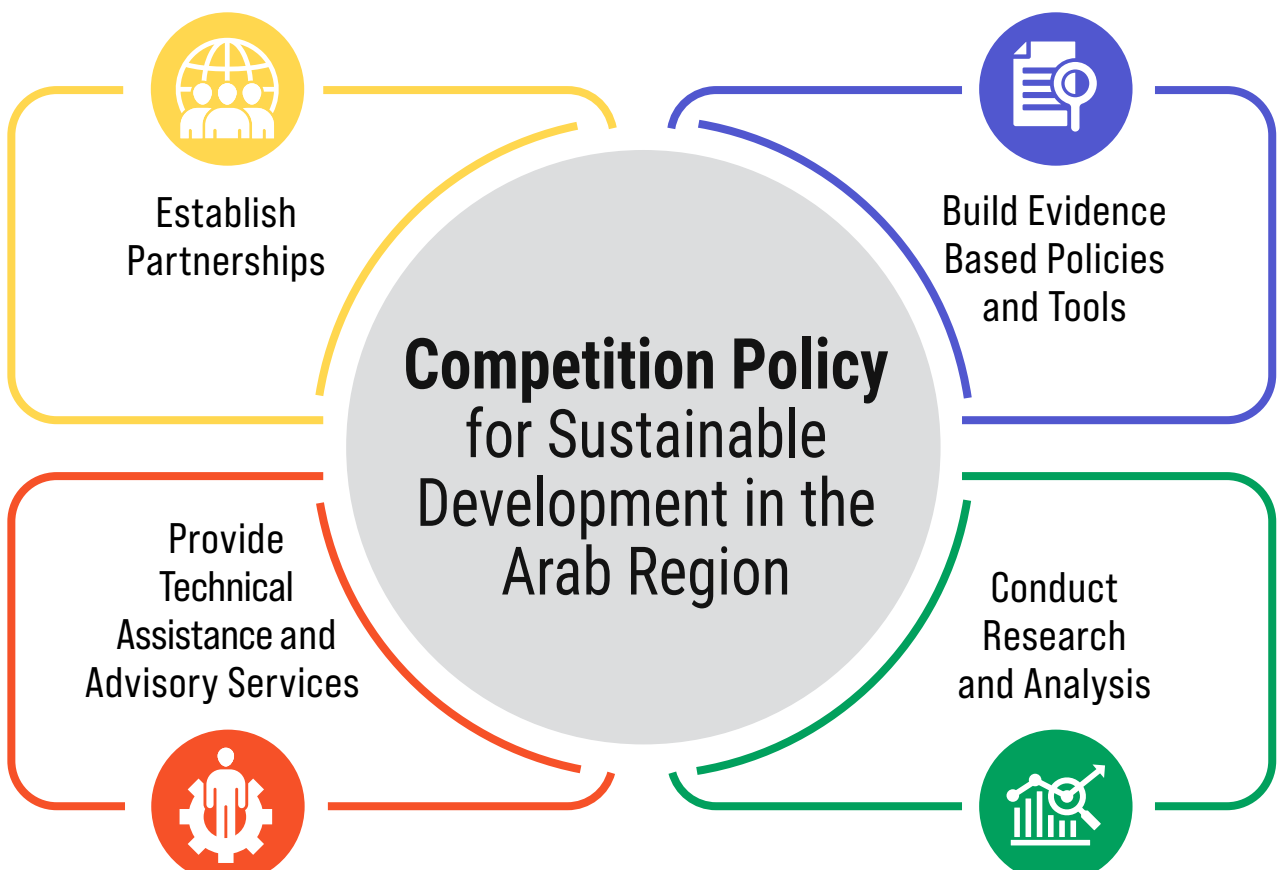 Establish
Partnerships
Build Evidence
Based Policies
and Tools
Competition Policy
for Sustainable
Development in the
Arab Region
Provide
Technical
Assistance and
Advisory Services
Conduct
Research
and Analysis